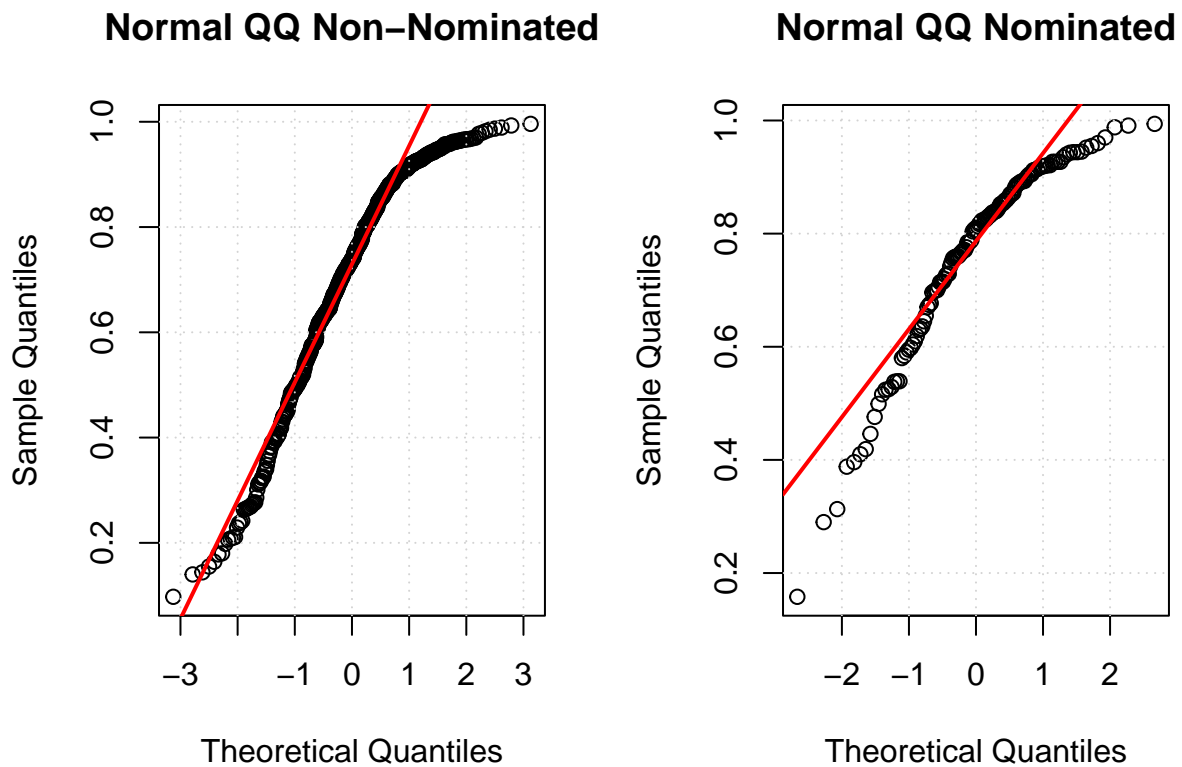 Normal QQ Non−Nominated
Sample Quantiles
1.0
0.8
0.6
0.4
0.2
−3 −1 0 1 2 3
Theoretical Quantiles
Normal QQ Nominated
Sample Quantiles
1.0
0.8
0.6
0.4
0.2
−2 −1 0 1 2
Theoretical Quantiles